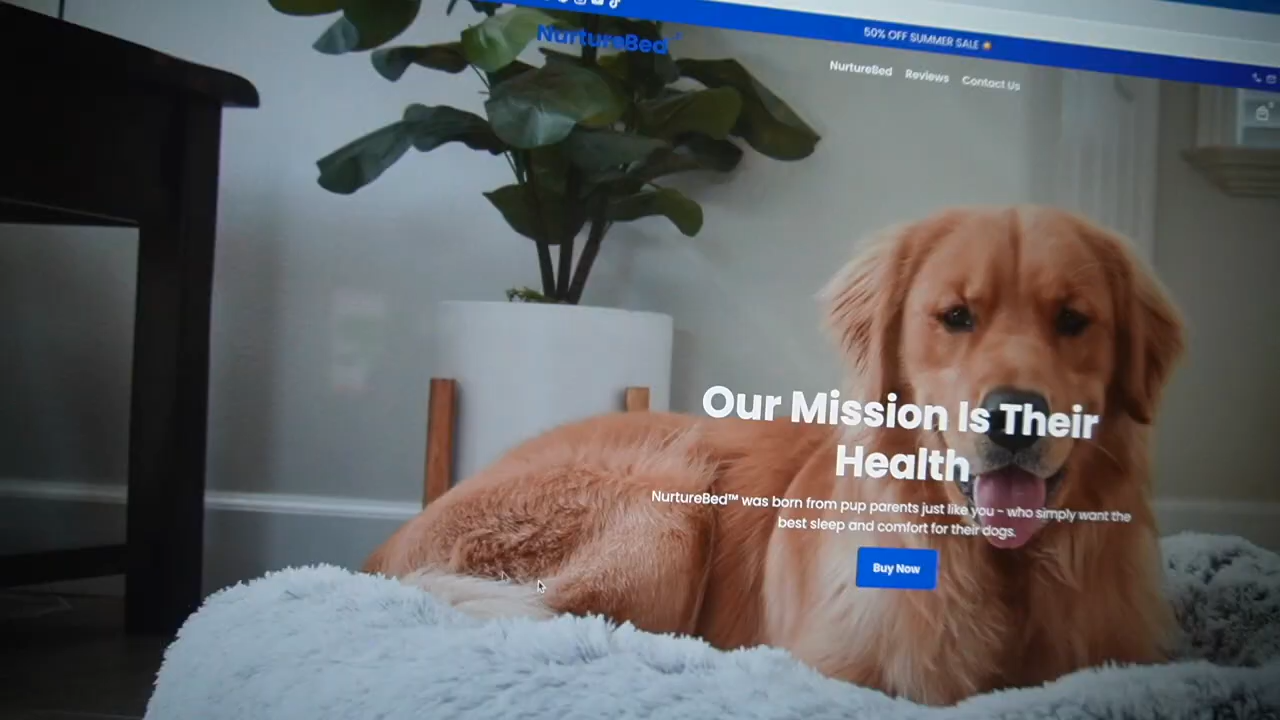 50% OFF SUMMER SALE
NurtureBed
NurtureBed Reviews Contact Us
Our Mission Is Their
Health
NurtureBed™ was born from pup parents just like you - who simply want the
best sleep and comfort for their dogs.
Buy Now